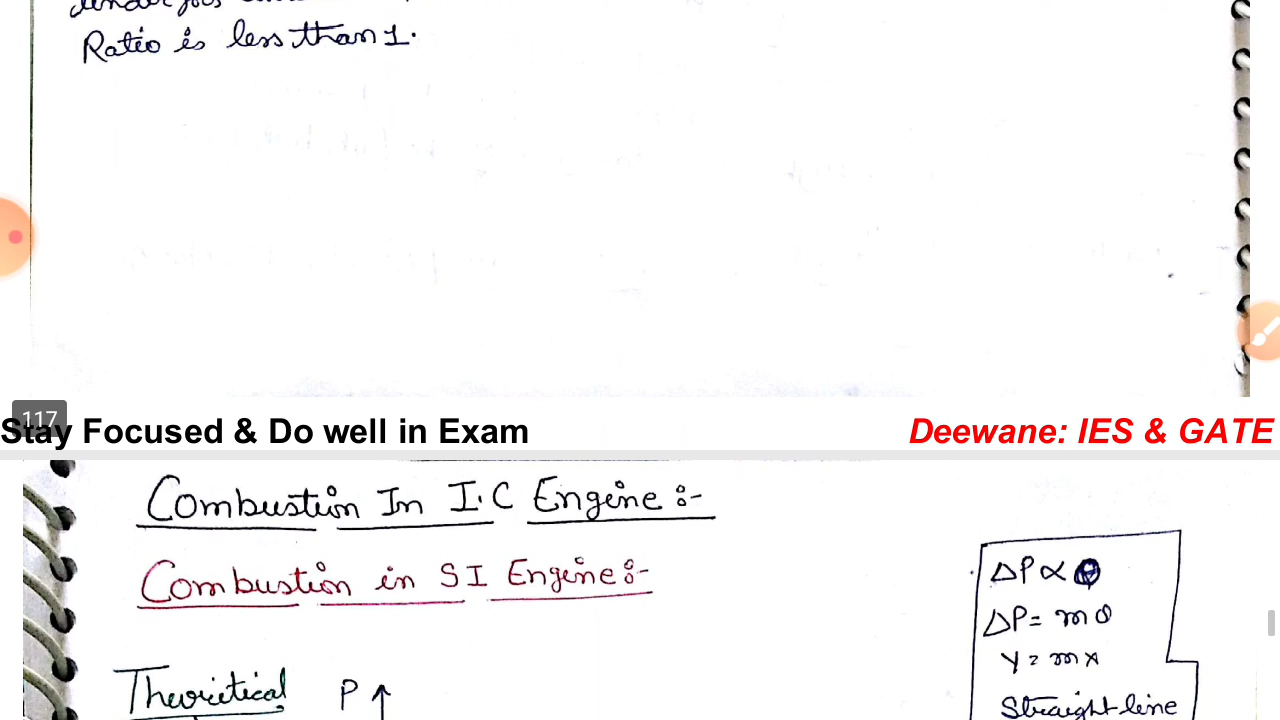 Ratio is less than 1.
117
Stay Focused & Do well in Exam
Deewane: IES & GATE
Combustion In I.C Engine :-
Combustion in SI Engine :-
ΔP ∝ θ
ΔP = mθ
Y = mx
Straight line
Theoritical
P ↑